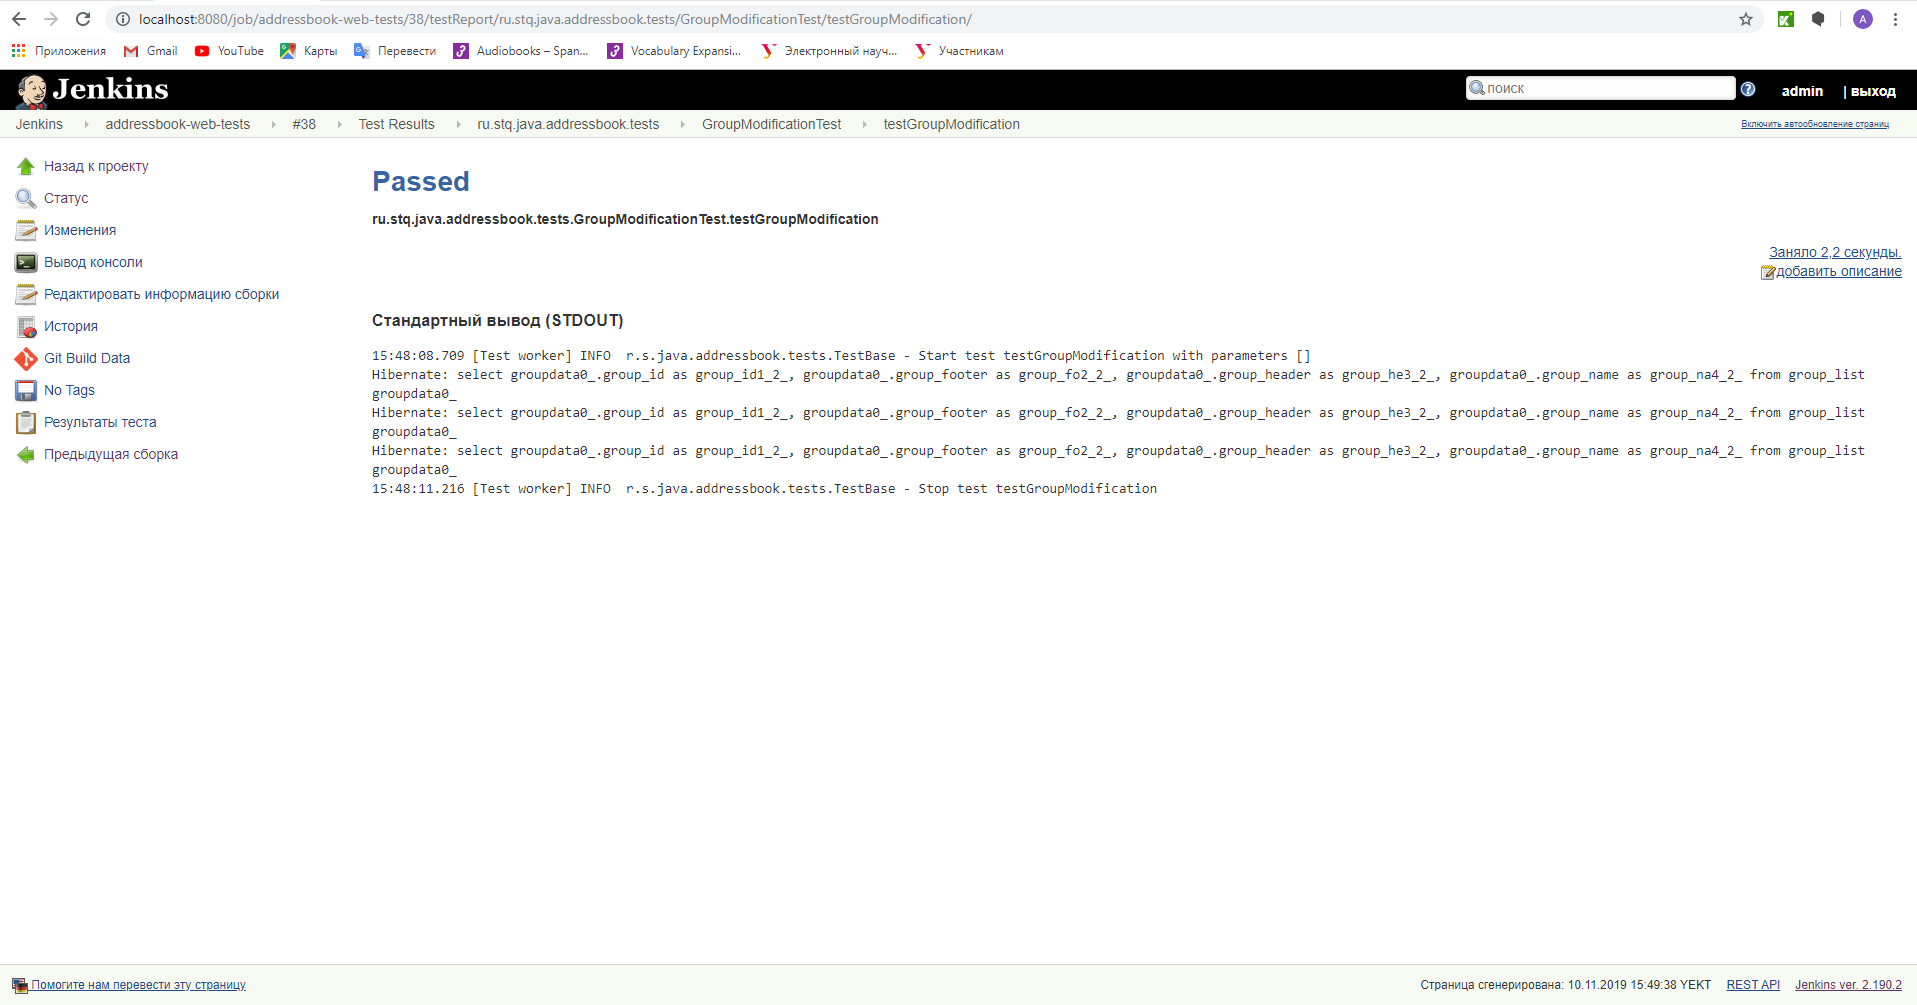 localhost:8080/job/addressbook-web-tests/38/testReport/ru.stq.java.addressbook.tests/GroupModificationTest/testGroupModification/
A
Приложения Gmail YouTube Карты Перевести Audiobooks – Span... Vocabulary Expansi... Электронный науч... Участникам
Jenkins
поиск
admin | выход
Jenkins addressbook-web-tests #38 Test Results ru.stq.java.addressbook.tests GroupModificationTest testGroupModification
Включить автообновление страниц
Назад к проекту
Статус
Изменения
Вывод консоли
Редактировать информацию сборки
История
Git Build Data
No Tags
Результаты теста
Предыдущая сборка
Passed
ru.stq.java.addressbook.tests.GroupModificationTest.testGroupModification
Заняло 2,2 секунды.
добавить описание
Стандартный вывод (STDOUT)
15:48:08.709 [Test worker] INFO  r.s.java.addressbook.tests.TestBase - Start test testGroupModification with parameters []
Hibernate: select groupdata0_.group_id as group_id1_2_, groupdata0_.group_footer as group_fo2_2_, groupdata0_.group_header as group_he3_2_, groupdata0_.group_name as group_na4_2_ from group_list
groupdata0_
Hibernate: select groupdata0_.group_id as group_id1_2_, groupdata0_.group_footer as group_fo2_2_, groupdata0_.group_header as group_he3_2_, groupdata0_.group_name as group_na4_2_ from group_list
groupdata0_
Hibernate: select groupdata0_.group_id as group_id1_2_, groupdata0_.group_footer as group_fo2_2_, groupdata0_.group_header as group_he3_2_, groupdata0_.group_name as group_na4_2_ from group_list
groupdata0_
15:48:11.216 [Test worker] INFO  r.s.java.addressbook.tests.TestBase - Stop test testGroupModification
Помогите нам перевести эту страницу
Страница сгенерирована: 10.11.2019 15:49:38 YEKT REST API Jenkins ver. 2.190.2